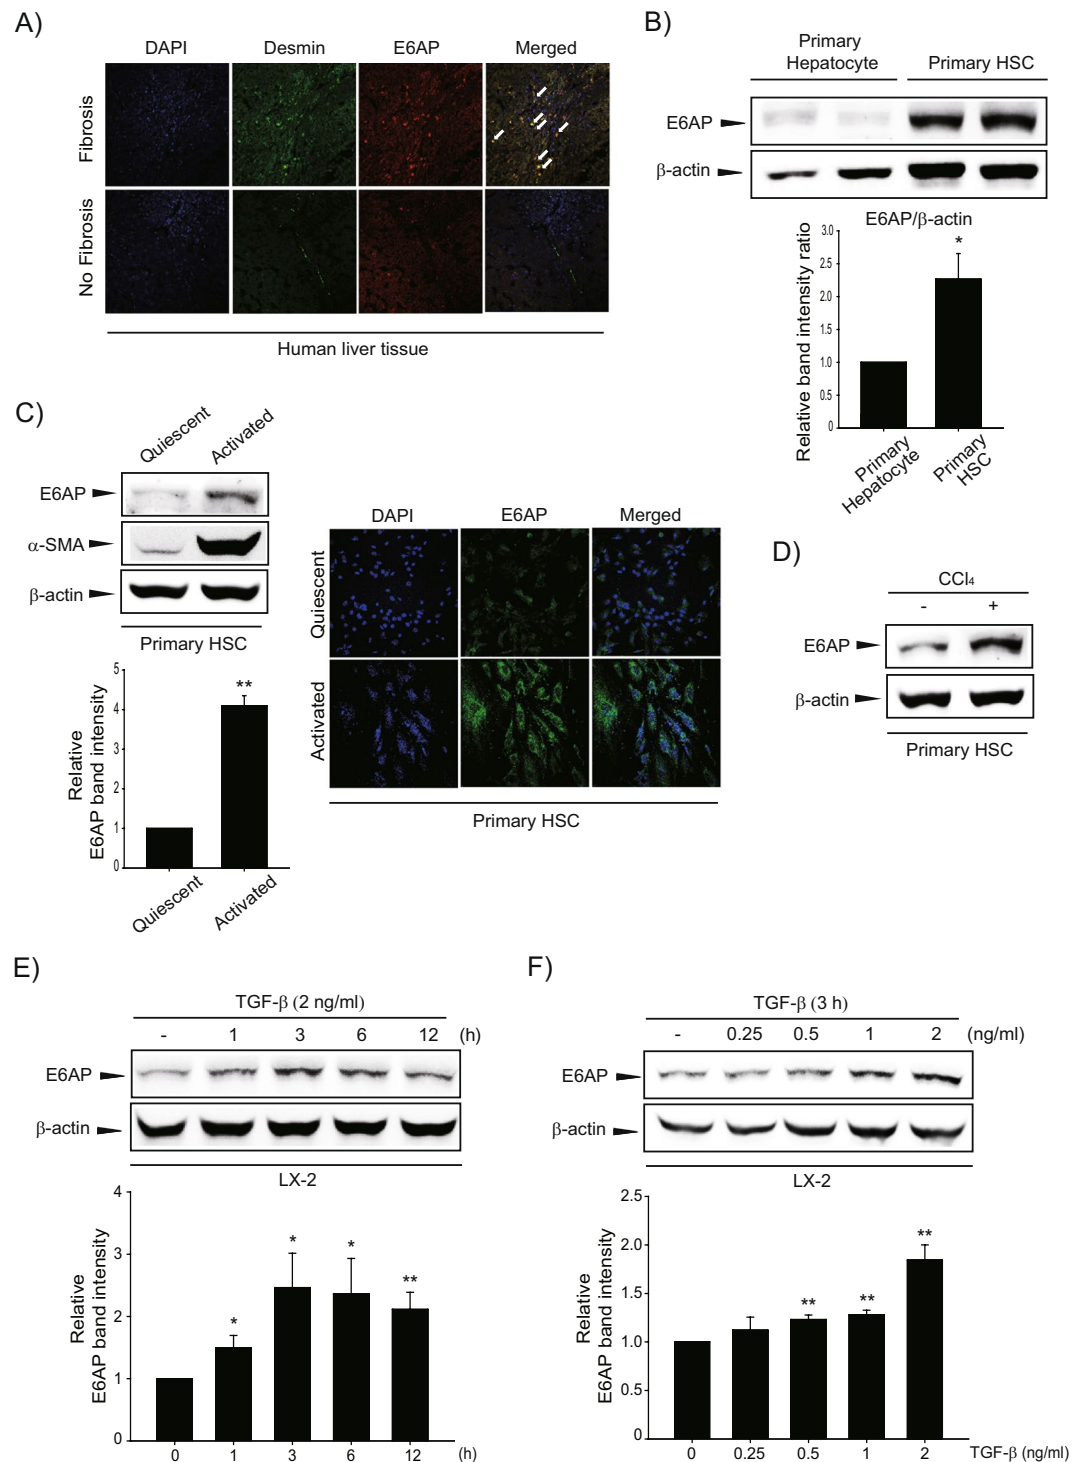 A)
DAPI Desmin E6AP Merged
Fibrosis
No Fibrosis
Human liver tissue
B)
Primary Hepatocyte Primary HSC
E6AP
β-actin
E6AP/β-actin
Relative band intensity ratio
3.0
2.5
2.0
1.0
0.5
0
*
Primary Hepatocyte
Primary HSC
C)
Quiescent Activated
E6AP
α-SMA
β-actin
Primary HSC
Relative
E6AP band intensity
5
4
3
2
1
0
**
Quiescent Activated
DAPI E6AP Merged
Quiescent
Activated
Primary HSC
D)
CCl4
- +
E6AP
β-actin
Primary HSC
E)
TGF-β (2 ng/ml)
- 1 3 6 12 (h)
E6AP
β-actin
LX-2
Relative
E6AP band intensity
4
3
2
1
0
* * * **
0 1 3 6 12 (h)
F)
TGF-β (3 h)
- 0.25 0.5 1 2 (ng/ml)
E6AP
β-actin
LX-2
Relative
E6AP band intensity
2.5
2.0
1.5
1.0
0.5
0
** ** **
0 0.25 0.5 1 2 TGF-β (ng/ml)